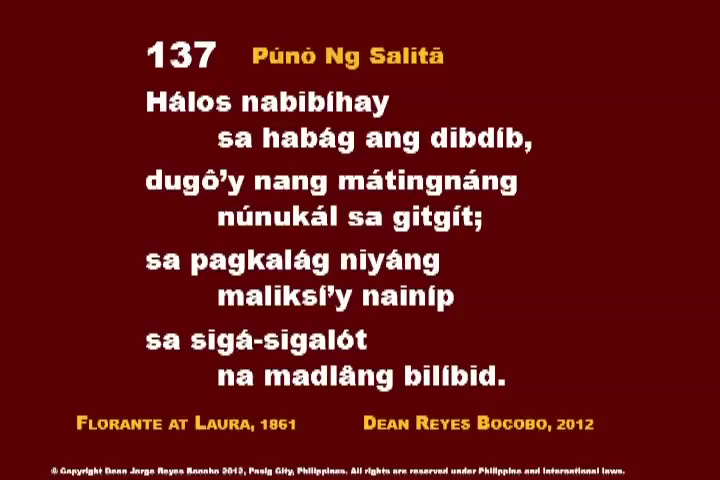 137 Púnô Ng Salitâ
Hálos nabibíhay
sa habág ang dibdíb,
dugô’y nang mátingnáng
núnukál sa gitgít;
sa pagkalág niyáng
maliksí’y nainíp
sa sigá-sigalót
na madlâng bilíbid.
FLORANTE AT LAURA, 1861 DEAN REYES BOCOBO, 2012
© Copyright Dean Jorge Reyes Bocobo 2012, Pasig City, Philippines. All rights are reserved under Philippine and international laws.